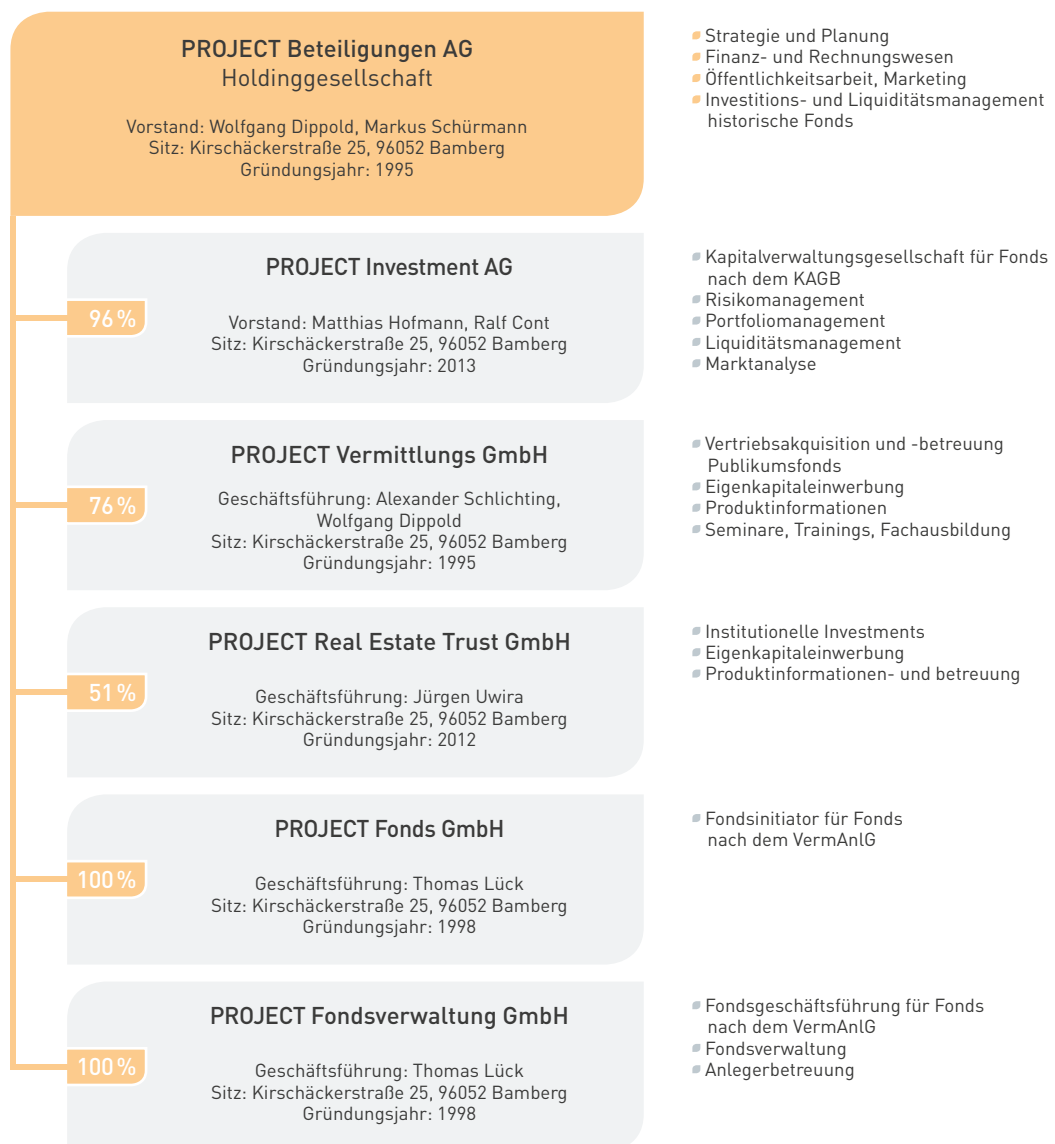 PROJECT Beteiligungen AG
Holdinggesellschaft
Vorstand: Wolfgang Dippold, Markus Schürmann
Sitz: Kirschäckerstraße 25, 96052 Bamberg
Gründungsjahr: 1995
Strategie und Planung
Finanz- und Rechnungswesen
Öffentlichkeitsarbeit, Marketing
Investitions- und Liquiditätsmanagement
historische Fonds
96 %
PROJECT Investment AG
Vorstand: Matthias Hofmann, Ralf Cont
Sitz: Kirschäckerstraße 25, 96052 Bamberg
Gründungsjahr: 2013
Kapitalverwaltungsgesellschaft für Fonds
nach dem KAGB
Risikomanagement
Portfoliomanagement
Liquiditätsmanagement
Marktanalyse
76 %
PROJECT Vermittlungs GmbH
Geschäftsführung: Alexander Schlichting,
Wolfgang Dippold
Sitz: Kirschäckerstraße 25, 96052 Bamberg
Gründungsjahr: 1995
Vertriebsakquisition und -betreuung
Publikumsfonds
Eigenkapitaleinwerbung
Produktinformationen
Seminare, Trainings, Fachausbildung
51 %
PROJECT Real Estate Trust GmbH
Geschäftsführung: Jürgen Uwira
Sitz: Kirschäckerstraße 25, 96052 Bamberg
Gründungsjahr: 2012
Institutionelle Investments
Eigenkapitaleinwerbung
Produktinformationen- und betreuung
100 %
PROJECT Fonds GmbH
Geschäftsführung: Thomas Lück
Sitz: Kirschäckerstraße 25, 96052 Bamberg
Gründungsjahr: 1998
Fondsinitiator für Fonds
nach dem VermAnlG
100 %
PROJECT Fondsverwaltung GmbH
Geschäftsführung: Thomas Lück
Sitz: Kirschäckerstraße 25, 96052 Bamberg
Gründungsjahr: 1998
Fondsgeschäftsführung für Fonds
nach dem VermAnlG
Fondsverwaltung
Anlegerbetreuung